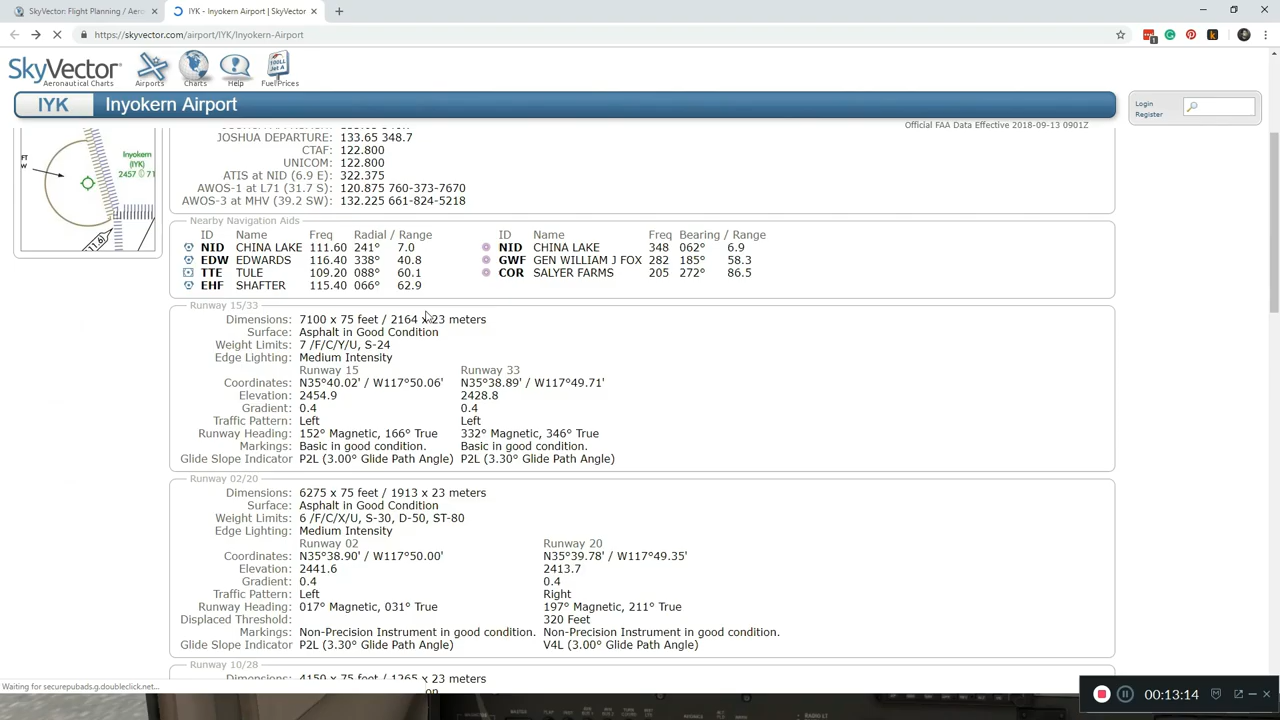 SkyVector: Flight Planning / Aero
IYK - Inyokern Airport | SkyVector
https://skyvector.com/airport/IYK/Inyokern-Airport
1
SkyVector
Aeronautical Charts
Airports
Charts
Help
100LL
Jet A
Fuel Prices
IYK Inyokern Airport
Login
Register
Official FAA Data Effective 2018-09-13 0901Z
Inyokern
(IYK)
2457 71
JOSHUA DEPARTURE: 133.65 348.7
CTAF: 122.800
UNICOM: 122.800
ATIS at NID (6.9 E): 322.375
AWOS-1 at L71 (31.7 S): 120.875 760-373-7670
AWOS-3 at MHV (39.2 SW): 132.225 661-824-5218
Nearby Navigation Aids
ID Name Freq Radial / Range ID Name Freq Bearing / Range
NID CHINA LAKE 111.60 241° 7.0 NID CHINA LAKE 348 062° 6.9
EDW EDWARDS 116.40 338° 40.8 GWF GEN WILLIAM J FOX 282 185° 58.3
TTE TULE 109.20 088° 60.1 COR SALYER FARMS 205 272° 86.5
EHF SHAFTER 115.40 066° 62.9
Runway 15/33
Dimensions: 7100 x 75 feet / 2164 x 23 meters
Surface: Asphalt in Good Condition
Weight Limits: 7 /F/C/Y/U, S-24
Edge Lighting: Medium Intensity
Runway 15 Runway 33
Coordinates: N35°40.02' / W117°50.06' N35°38.89' / W117°49.71'
Elevation: 2454.9 2428.8
Gradient: 0.4 0.4
Traffic Pattern: Left Left
Runway Heading: 152° Magnetic, 166° True 332° Magnetic, 346° True
Markings: Basic in good condition. Basic in good condition.
Glide Slope Indicator P2L (3.00° Glide Path Angle) P2L (3.30° Glide Path Angle)
Runway 02/20
Dimensions: 6275 x 75 feet / 1913 x 23 meters
Surface: Asphalt in Good Condition
Weight Limits: 6 /F/C/X/U, S-30, D-50, ST-80
Edge Lighting: Medium Intensity
Runway 02 Runway 20
Coordinates: N35°38.90' / W117°50.00' N35°39.78' / W117°49.35'
Elevation: 2441.6 2413.7
Gradient: 0.4 0.4
Traffic Pattern: Left Right
Runway Heading: 017° Magnetic, 031° True 197° Magnetic, 211° True
Displaced Threshold: 320 Feet
Markings: Non-Precision Instrument in good condition. Non-Precision Instrument in good condition.
Glide Slope Indicator P2L (3.30° Glide Path Angle) V4L (3.00° Glide Path Angle)
Runway 10/28
Dimensions: 4150 x 75 feet / 1265 x 23 meters
Waiting for securepubads.g.doubleclick.net...
00:13:14